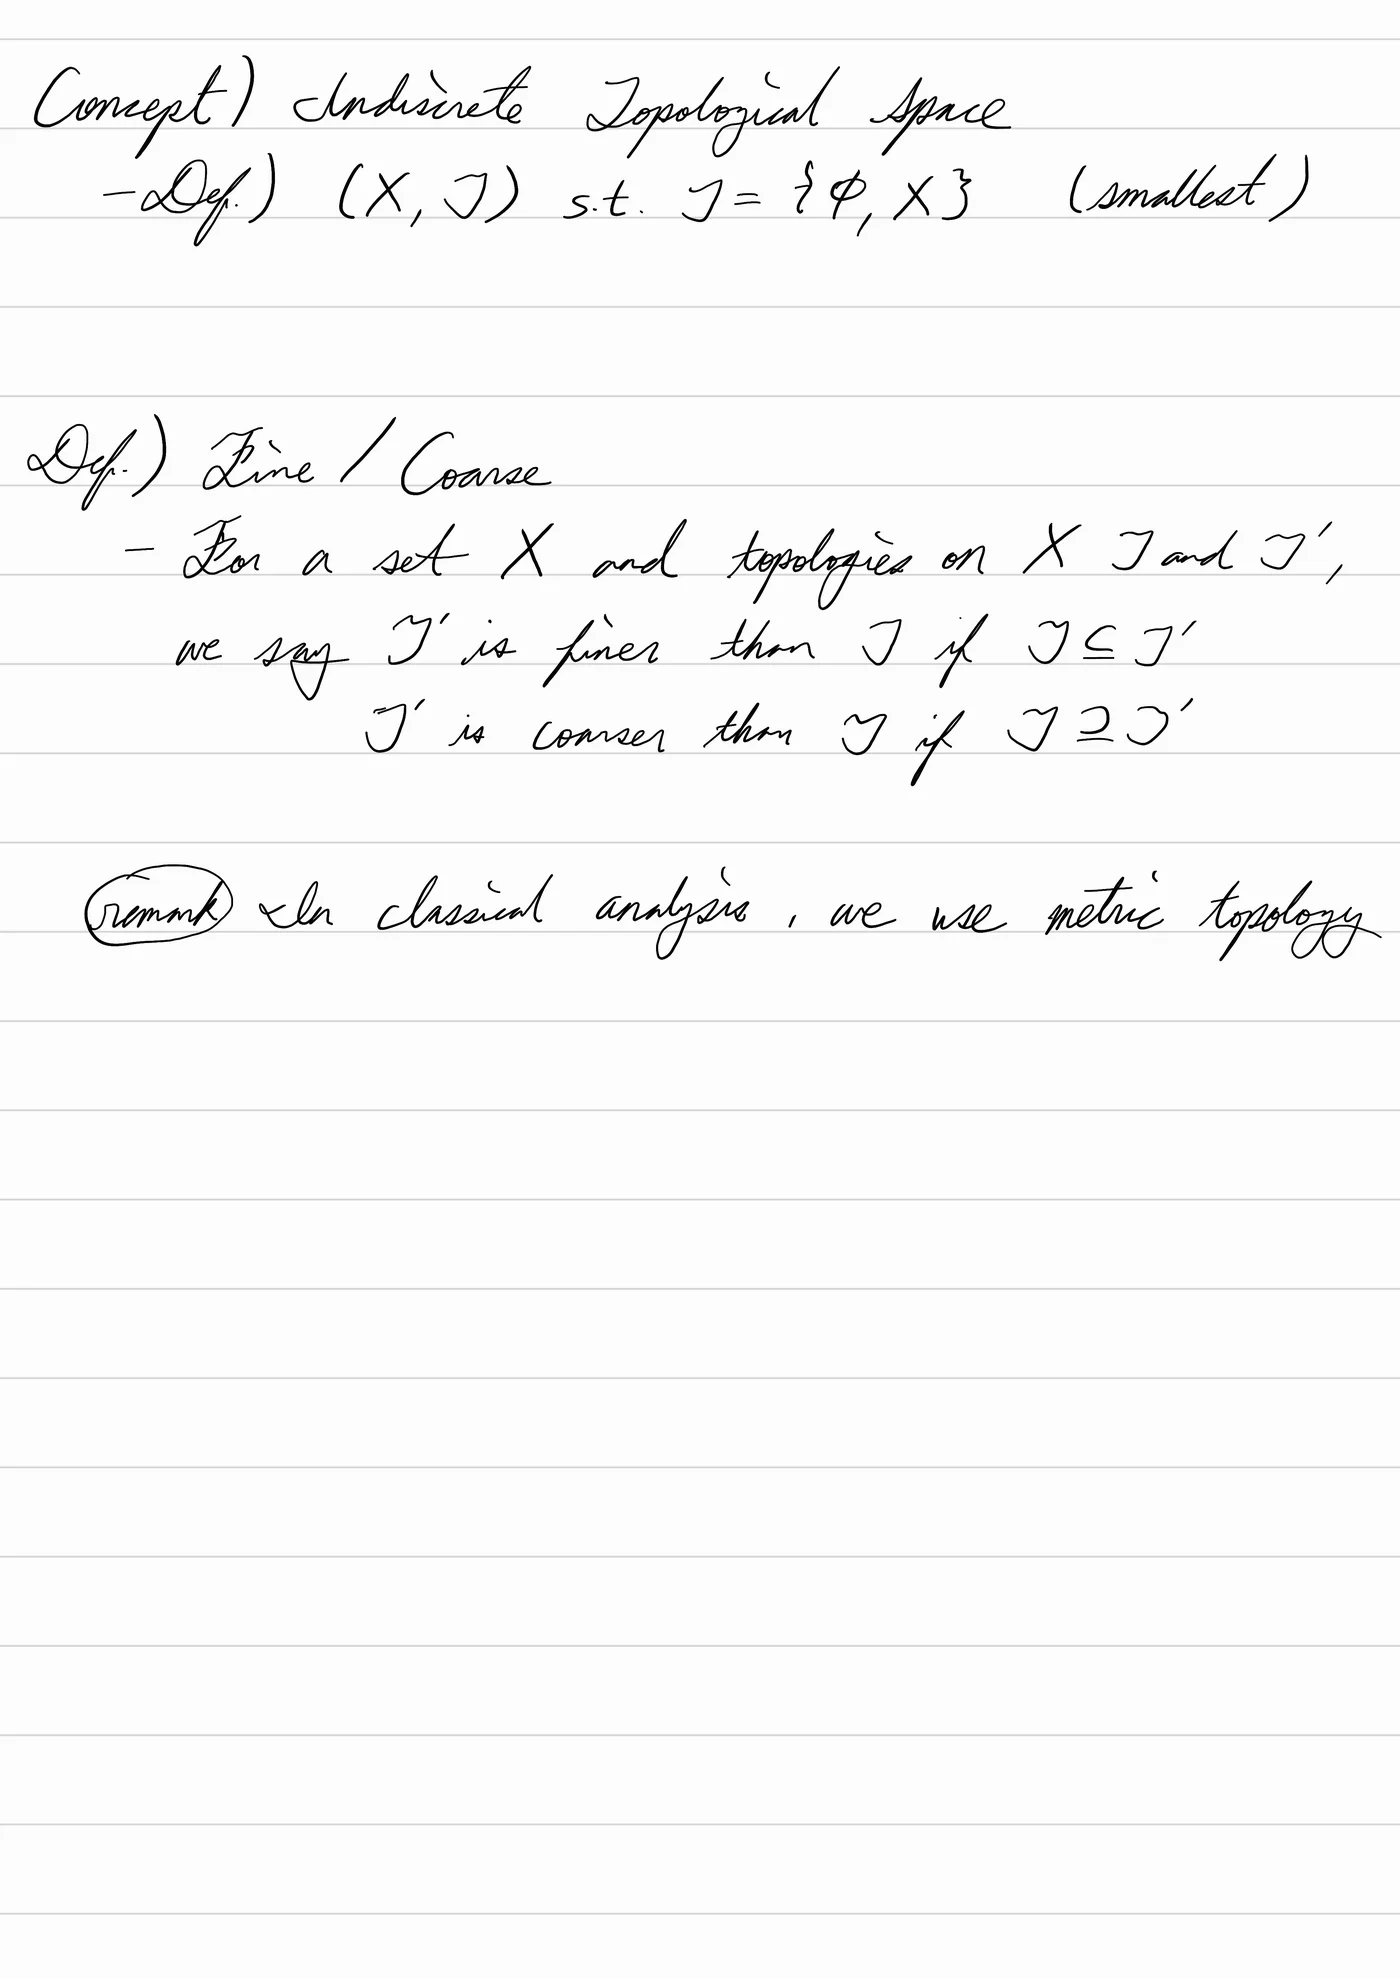 Concept) Indiscrete Topological Space
- Def.) (X, 𝒯) s.t. 𝒯 = {∅, X} (smallest)
Def.) Fine / Coarse
- For a set X and topologies on X 𝒯 and 𝒯',
we say 𝒯' is finer than 𝒯 if 𝒯 ⊆ 𝒯'
𝒯' is coarser than 𝒯 if 𝒯 ⊇ 𝒯'
remark In classical analysis, we use metric topology